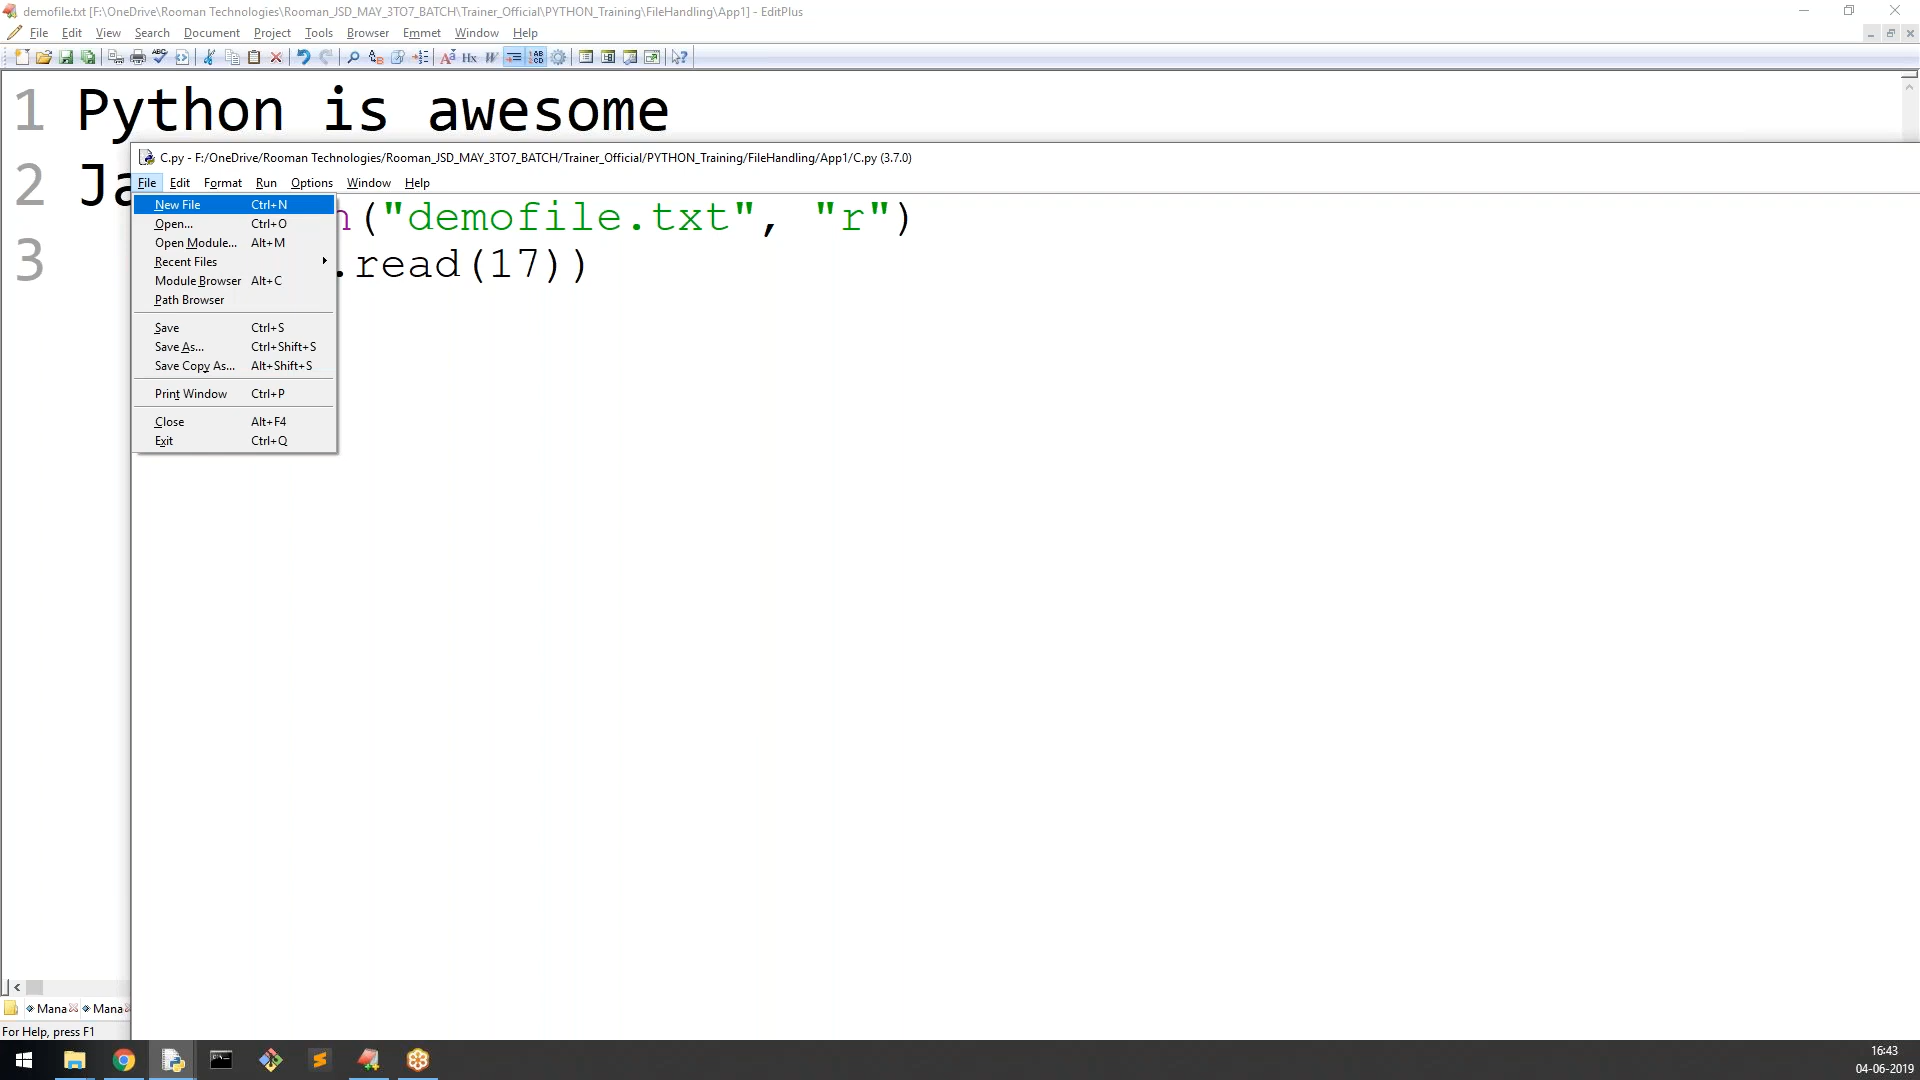 demofile.txt [F:\OneDrive\Rooman Technologies\Rooman_JSD_MAY_3TO7_BATCH\Trainer_Official\PYTHON_Training\FileHandling\App1] - EditPlus
File Edit View Search Document Project Tools Browser Emmet Window Help
1 Python is awesome
2 Ja
3
C.py - F:/OneDrive/Rooman Technologies/Rooman_JSD_MAY_3TO7_BATCH/Trainer_Official/PYTHON_Training/FileHandling/App1/C.py (3.7.0)
File Edit Format Run Options Window Help
n("demofile.txt", "r")
.read(17))
New File Ctrl+N
Open... Ctrl+O
Open Module... Alt+M
Recent Files
Module Browser Alt+C
Path Browser
Save Ctrl+S
Save As... Ctrl+Shift+S
Save Copy As... Alt+Shift+S
Print Window Ctrl+P
Close Alt+F4
Exit Ctrl+Q
Mana Mana
For Help, press F1
16:43
04-06-2019